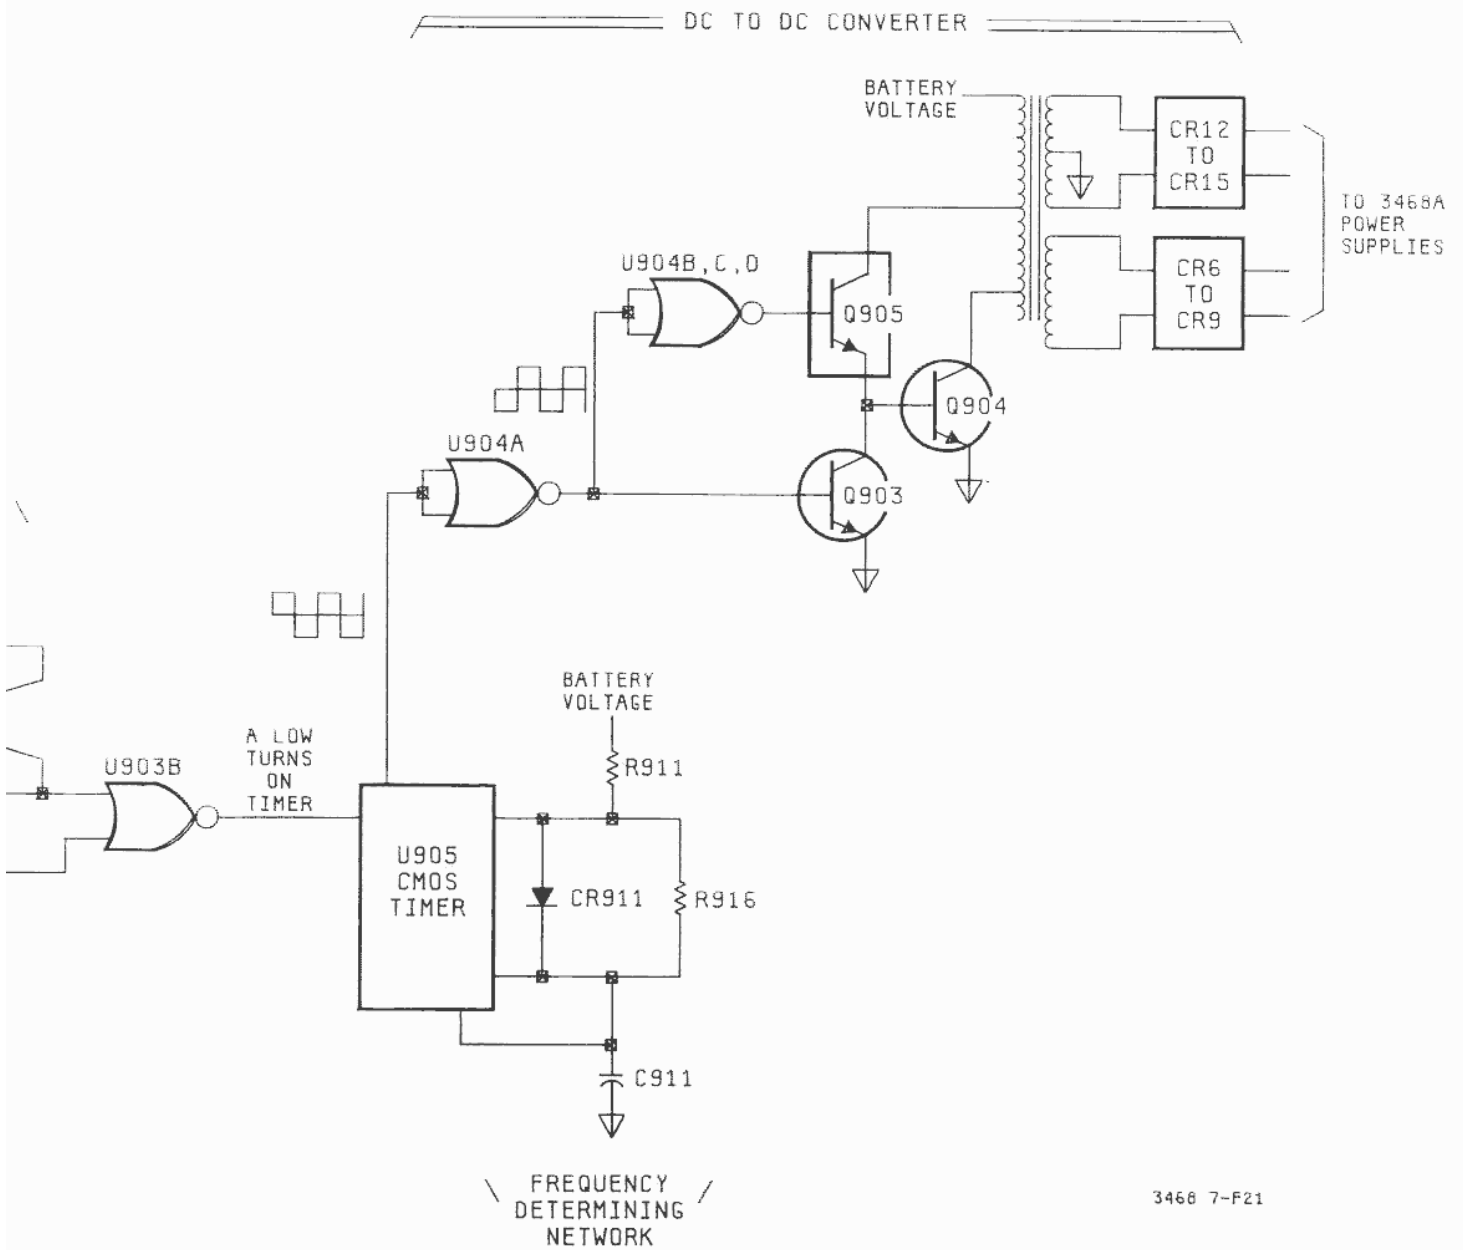 DC TO DC CONVERTER
BATTERY
VOLTAGE
CR12
TO
CR15
TO 3468A
POWER
SUPPLIES
CR6
TO
CR9
U904B,C,D
Q905
Q904
U904A
Q903
BATTERY
VOLTAGE
R911
A LOW
TURNS
ON
TIMER
U903B
U905
CMOS
TIMER
CR911
R916
C911
FREQUENCY
DETERMINING
NETWORK
3468 7-F21